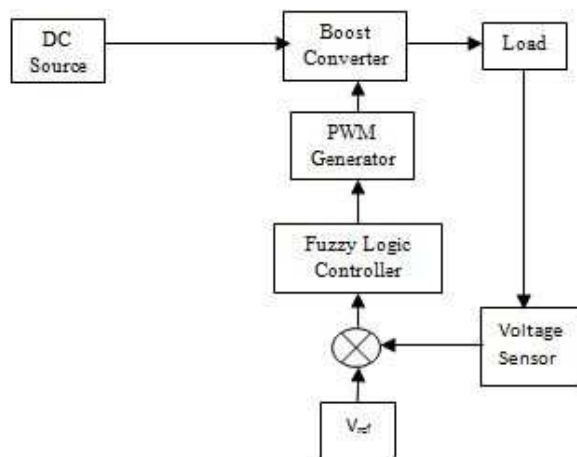 DC
Source
Boost
Converter
Load
PWM
Generator
Fuzzy Logic
Controller
Voltage
Sensor
Vref